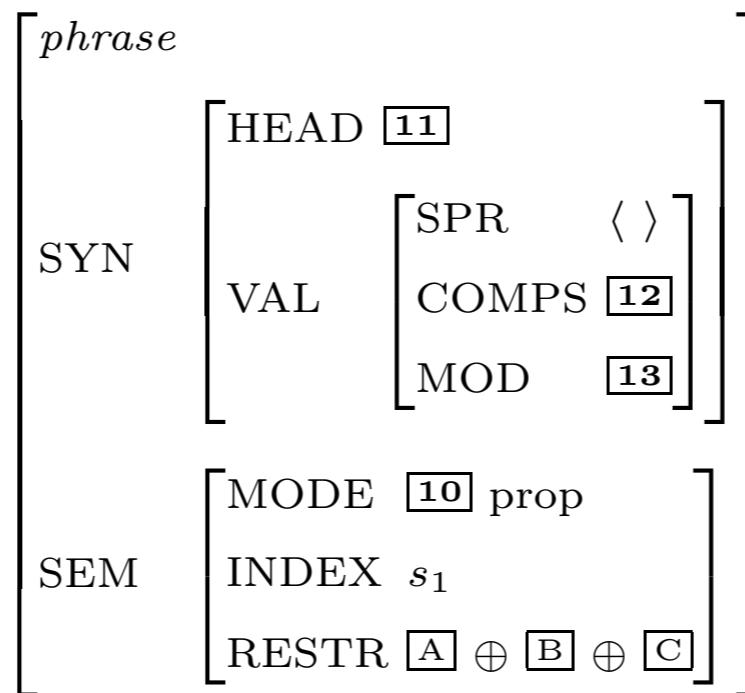 phrase
HEAD 11
SPR ⟨ ⟩
SYN
VAL COMPS 12
MOD 13
MODE 10 prop
SEM INDEX s₁
RESTR A ⊕ B ⊕ C